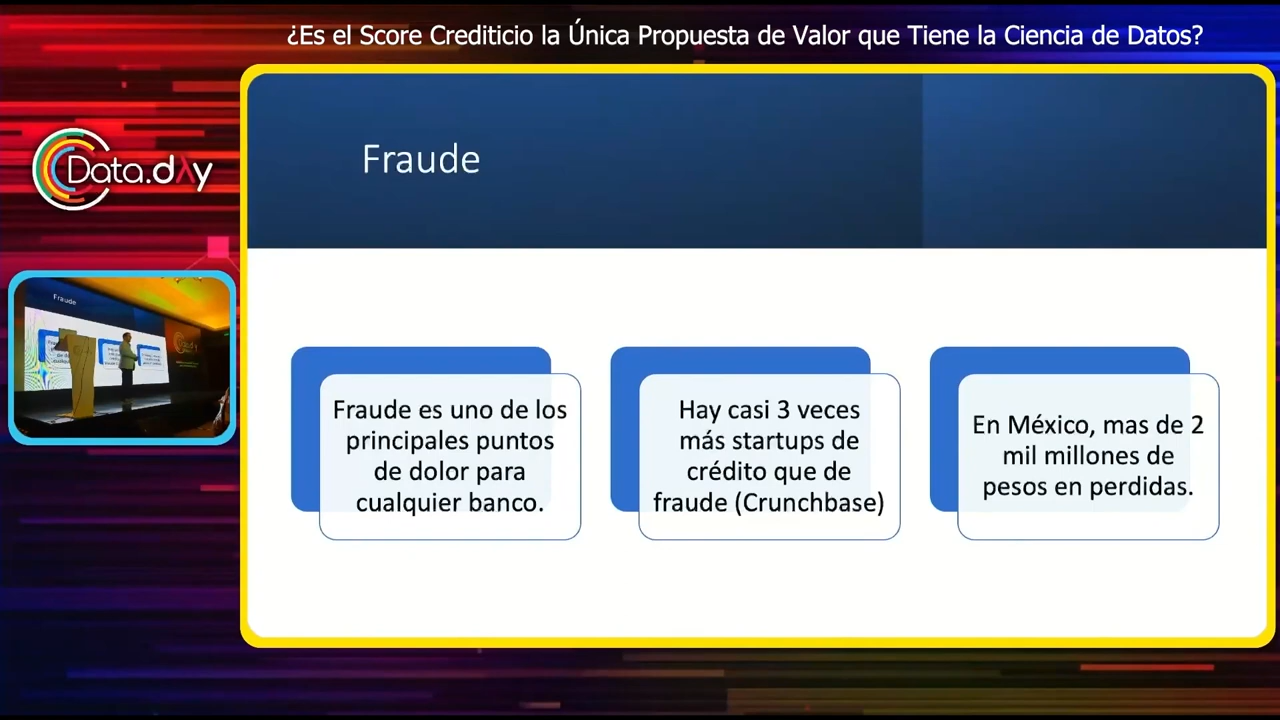 ¿Es el Score Crediticio la Única Propuesta de Valor que Tiene la Ciencia de Datos?
Data.dλy
Fraude
Fraude
Fraude es uno de los
principales puntos
de dolor para
cualquier banco.
Hay casi 3 veces
más startups de
crédito que de
fraude (Crunchbase)
En México, mas de 2
mil millones de
pesos en perdidas.